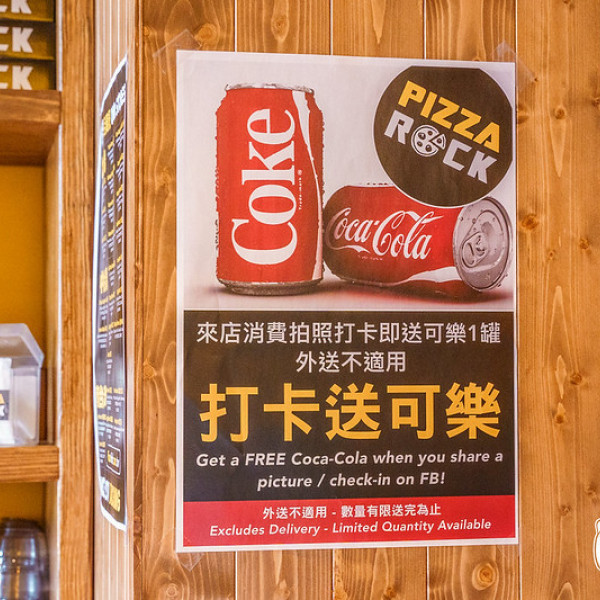 CK
CK
CK
PIZZA
ROCK
Coke
Coca-Cola
來店消費拍照打卡即送可樂1罐
外送不適用
打卡送可樂
Get a FREE Coca-Cola when you share a
picture / check-in on FB!
外送不適用 - 數量有限送完為止
Excludes Delivery - Limited Quantity Available